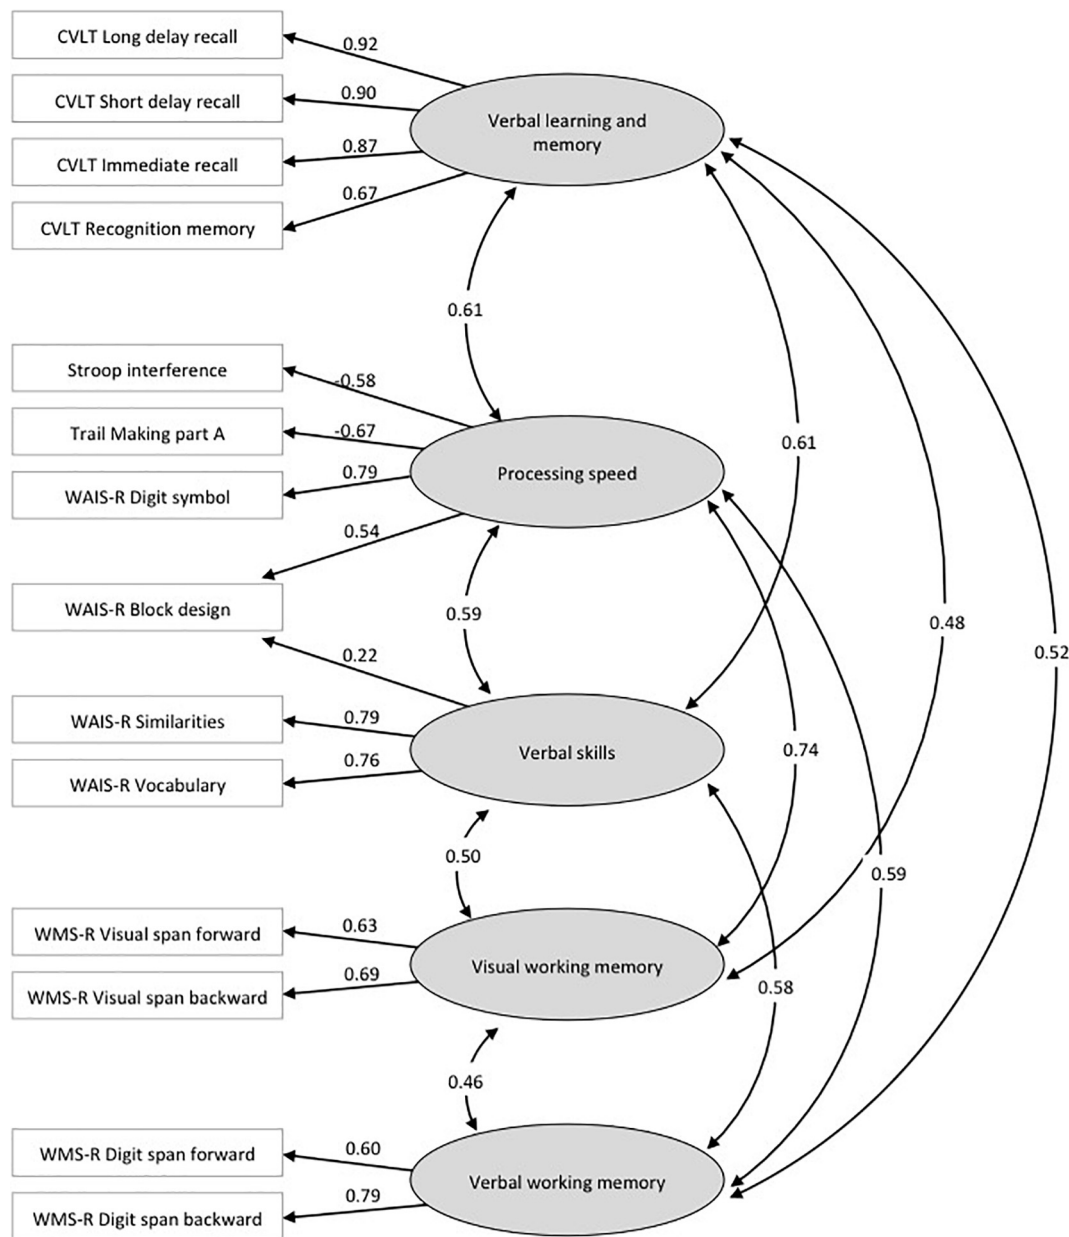 CVLT Long delay recall
0.92
CVLT Short delay recall
0.90
Verbal learning and
memory
CVLT Immediate recall
0.87
CVLT Recognition memory
0.67
0.61
Stroop interference
-0.58
Trail Making part A
-0.67
0.61
WAIS-R Digit symbol
0.79
Processing speed
0.54
WAIS-R Block design
0.59
0.48
0.22
0.52
WAIS-R Similarities
0.79
Verbal skills
0.74
WAIS-R Vocabulary
0.76
0.50
0.59
WMS-R Visual span forward
0.63
Visual working memory
WMS-R Visual span backward
0.69
0.58
0.46
WMS-R Digit span forward
0.60
Verbal working memory
WMS-R Digit span backward
0.79